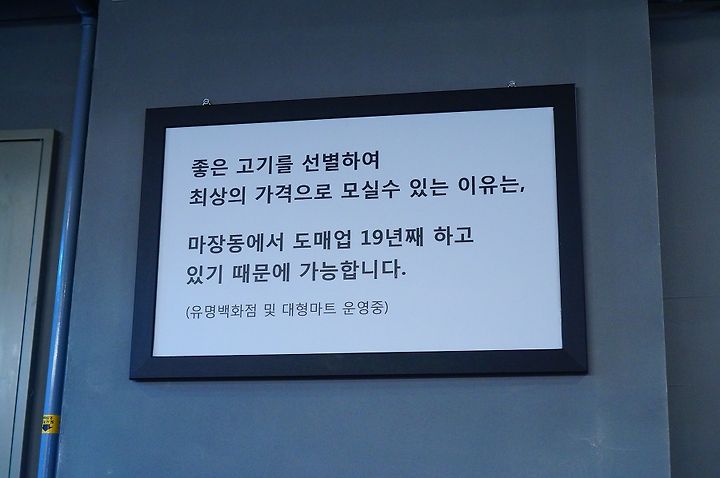 좋은 고기를 선별하여
최상의 가격으로 모실수 있는 이유는,
마장동에서 도매업 19년째 하고
있기 때문에 가능합니다.
(유명백화점 및 대형마트 운영중)